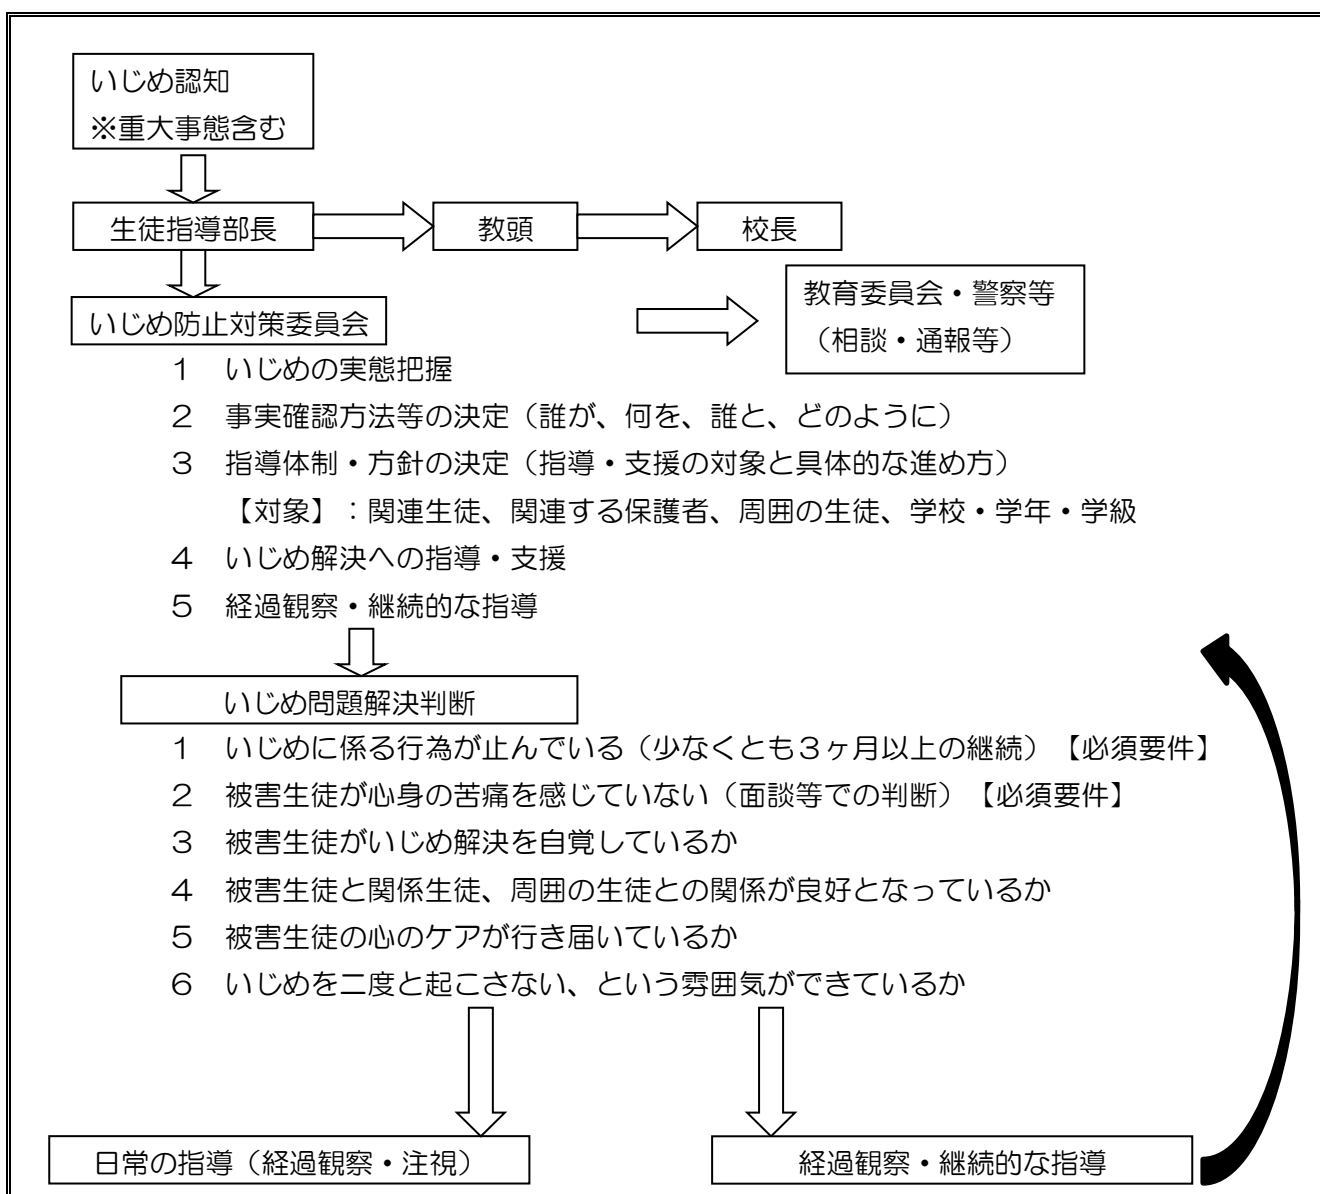 いじめ認知
※重大事態含む
生徒指導部長
教頭
校長
教育委員会・警察等
（相談・通報等）
いじめ防止対策委員会
１　いじめの実態把握
２　事実確認方法等の決定（誰が、何を、誰と、どのように）
３　指導体制・方針の決定（指導・支援の対象と具体的な進め方）
【対象】：関連生徒、関連する保護者、周囲の生徒、学校・学年・学級
４　いじめ解決への指導・支援
５　経過観察・継続的な指導
いじめ問題解決判断
１　いじめに係る行為が止んでいる（少なくとも３ヶ月以上の継続）【必須要件】
２　被害生徒が心身の苦痛を感じていない（面談等での判断）【必須要件】
３　被害生徒がいじめ解決を自覚しているか
４　被害生徒と関係生徒、周囲の生徒との関係が良好となっているか
５　被害生徒の心のケアが行き届いているか
６　いじめを二度と起こさない、という雰囲気ができているか
日常の指導（経過観察・注視）
経過観察・継続的な指導